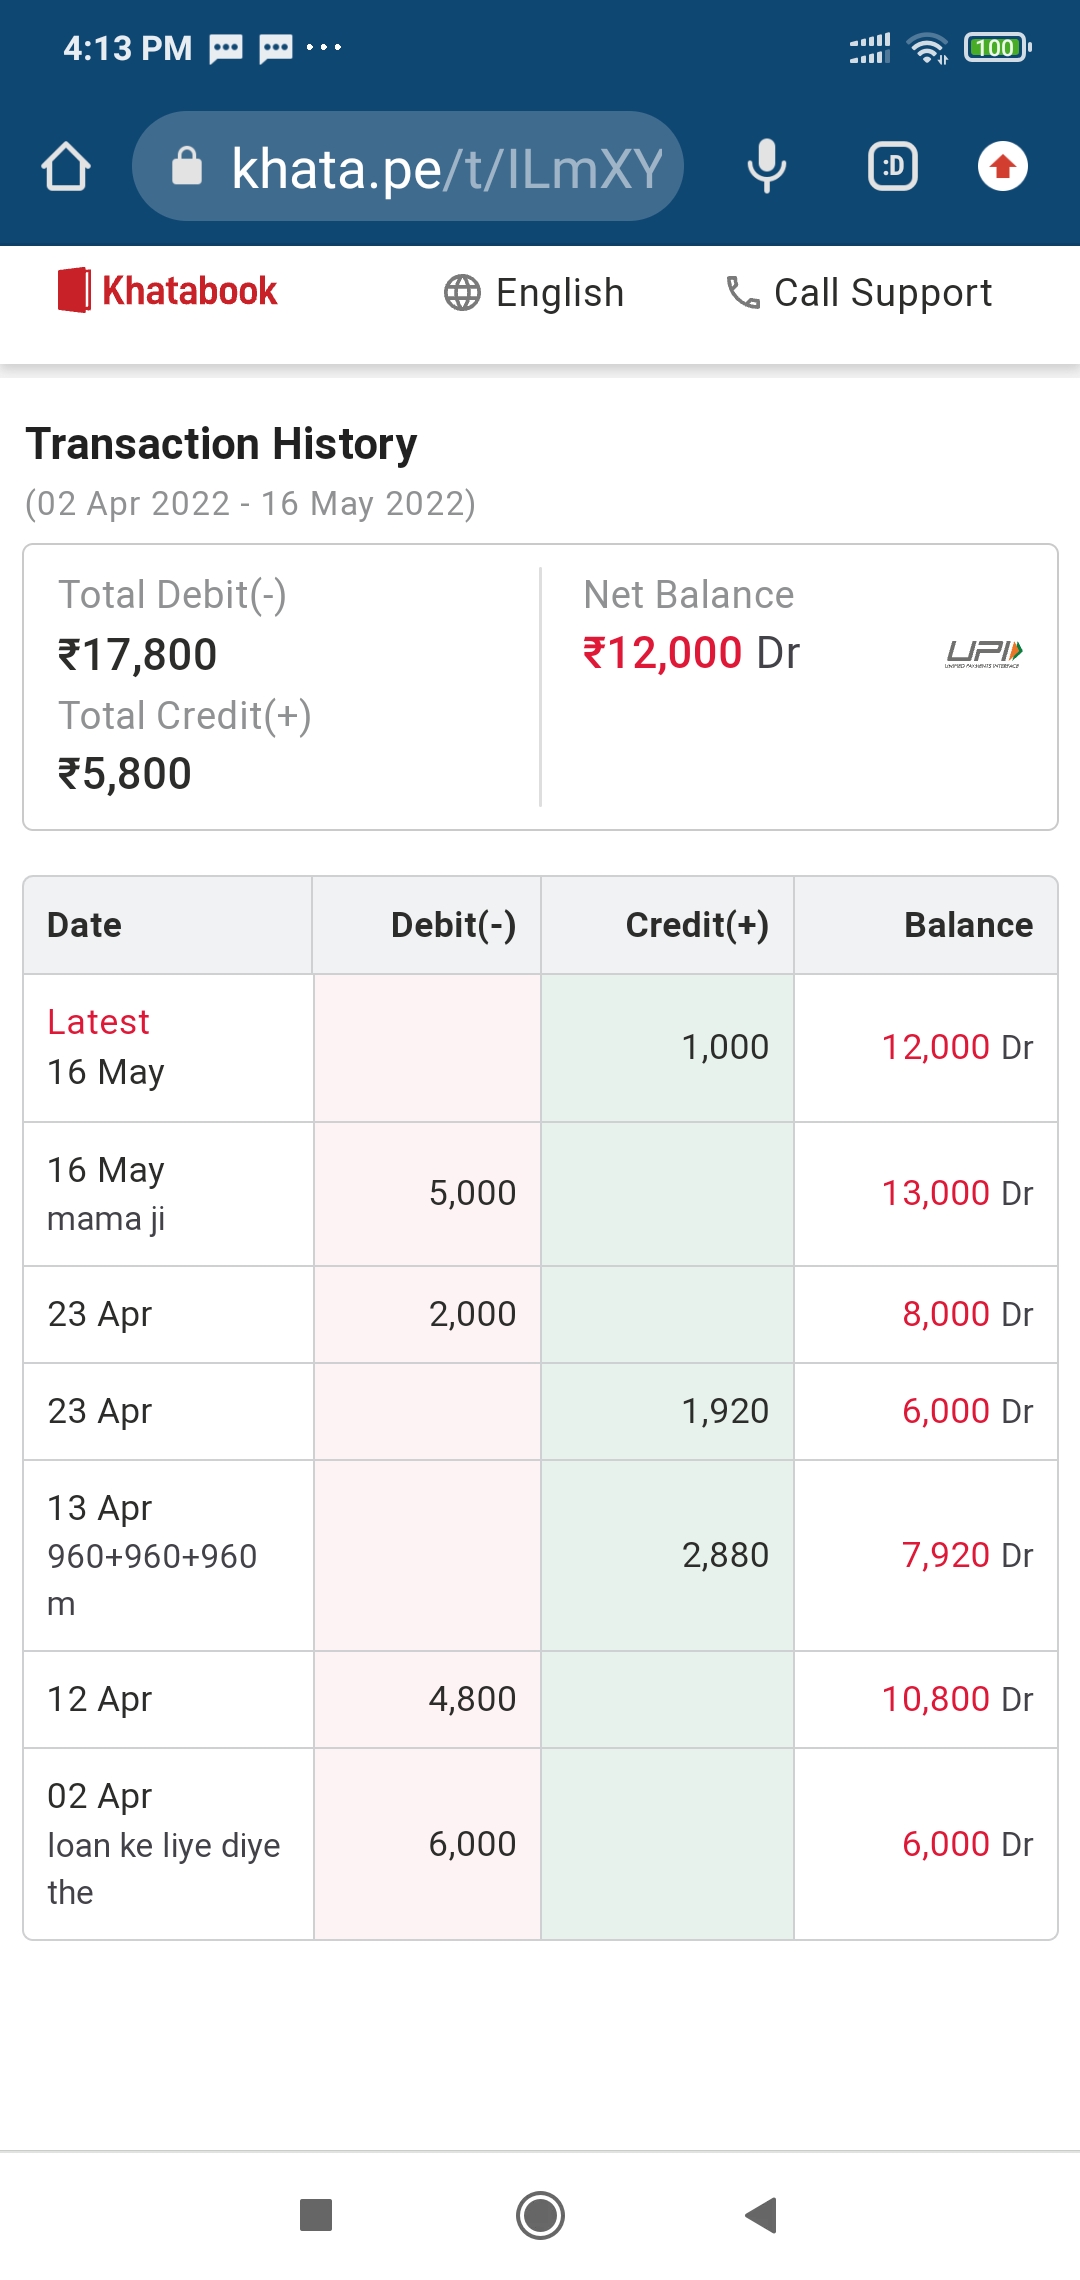 4:13 PM
100
khata.pe/t/ILmXY
:D
Khatabook English Call Support
Transaction History
(02 Apr 2022 - 16 May 2022)
Total Debit(-)
₹17,800
Total Credit(+)
₹5,800
Net Balance
₹12,000 Dr
UPI
UNIFIED PAYMENTS INTERFACE
Date Debit(-) Credit(+) Balance
Latest
16 May 1,000 12,000 Dr
16 May
mama ji 5,000 13,000 Dr
23 Apr 2,000 8,000 Dr
23 Apr 1,920 6,000 Dr
13 Apr
960+960+960
m 2,880 7,920 Dr
12 Apr 4,800 10,800 Dr
02 Apr
loan ke liye diye
the 6,000 6,000 Dr